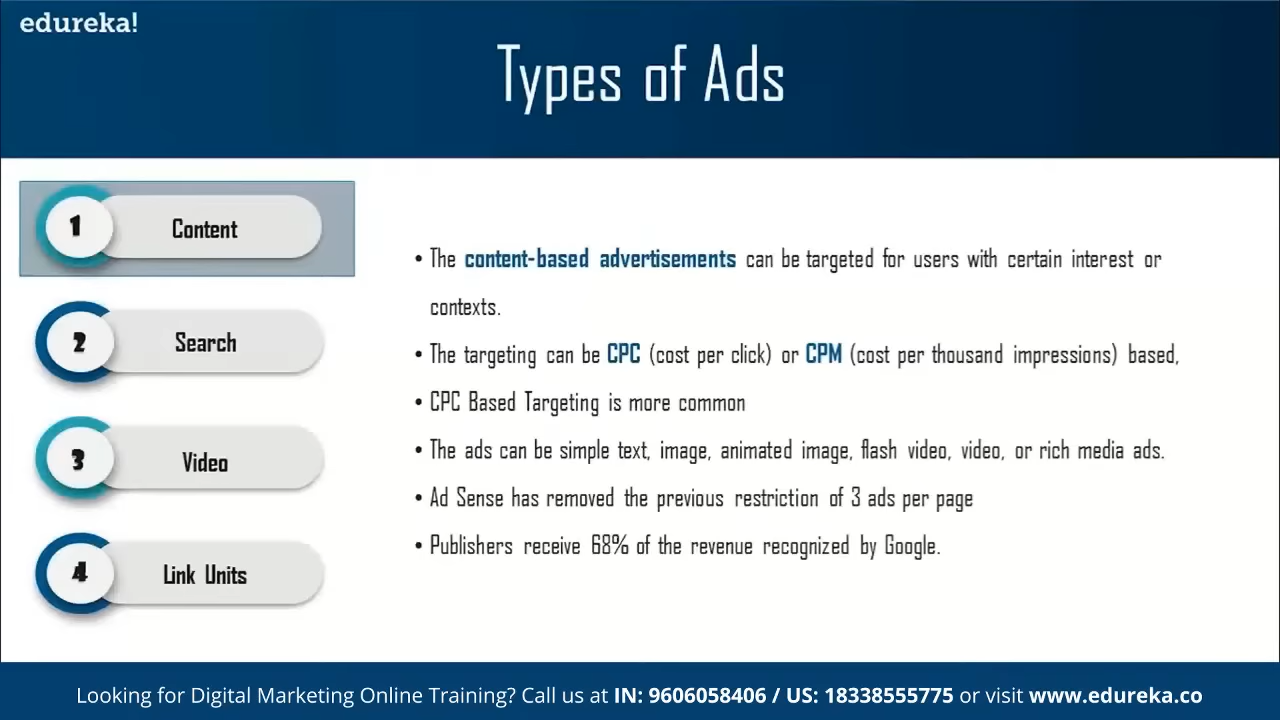 edureka!
Types of Ads
1 Content
2 Search
3 Video
4 Link Units
• The content-based advertisements can be targeted for users with certain interest or
contexts.
• The targeting can be CPC (cost per click) or CPM (cost per thousand impressions) based,
• CPC Based Targeting is more common
• The ads can be simple text, image, animated image, flash video, video, or rich media ads.
• Ad Sense has removed the previous restriction of 3 ads per page
• Publishers receive 68% of the revenue recognized by Google.
Looking for Digital Marketing Online Training? Call us at IN: 9606058406 / US: 18338555775 or visit www.edureka.co